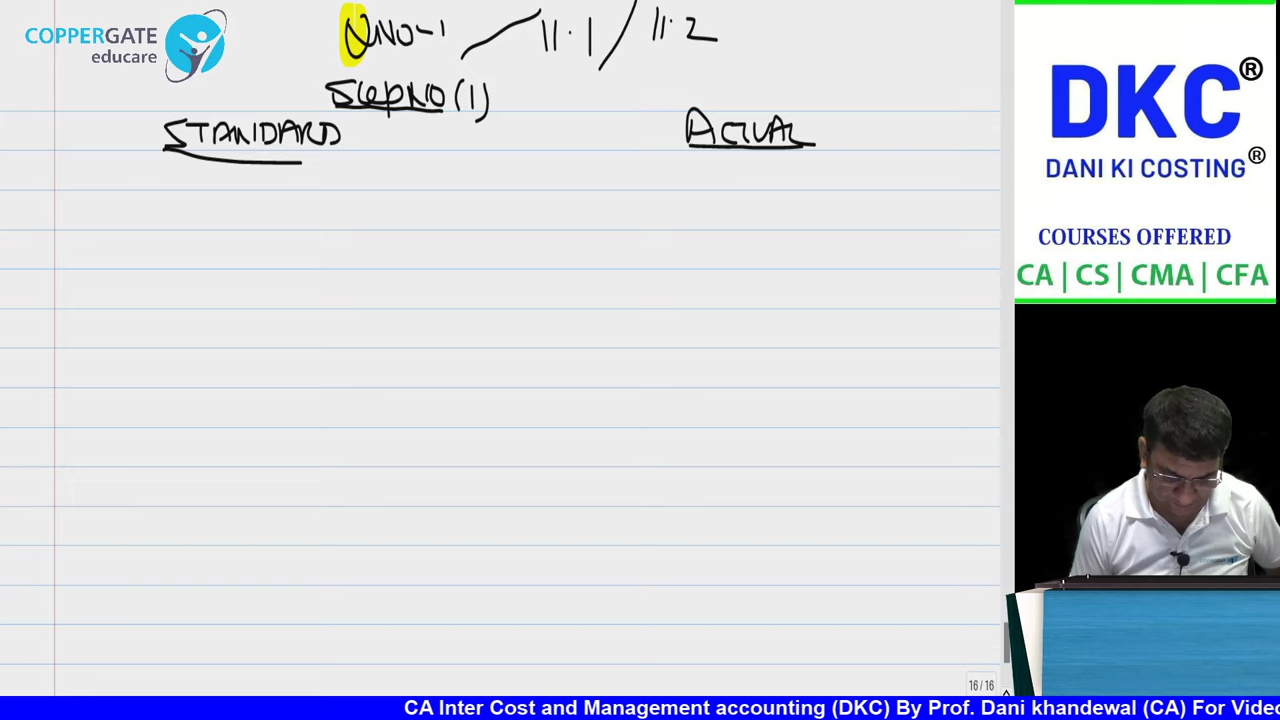 COPPERGATE
educare
QNO-1 11.1 / 11.2
Step NO (1)
STANDARD ACTUAL
DKC®
DANI KI COSTING®
COURSES OFFERED
CA | CS | CMA | CFA
16/16
CA Inter Cost and Management accounting (DKC) By Prof. Dani khandewal (CA) For Vide